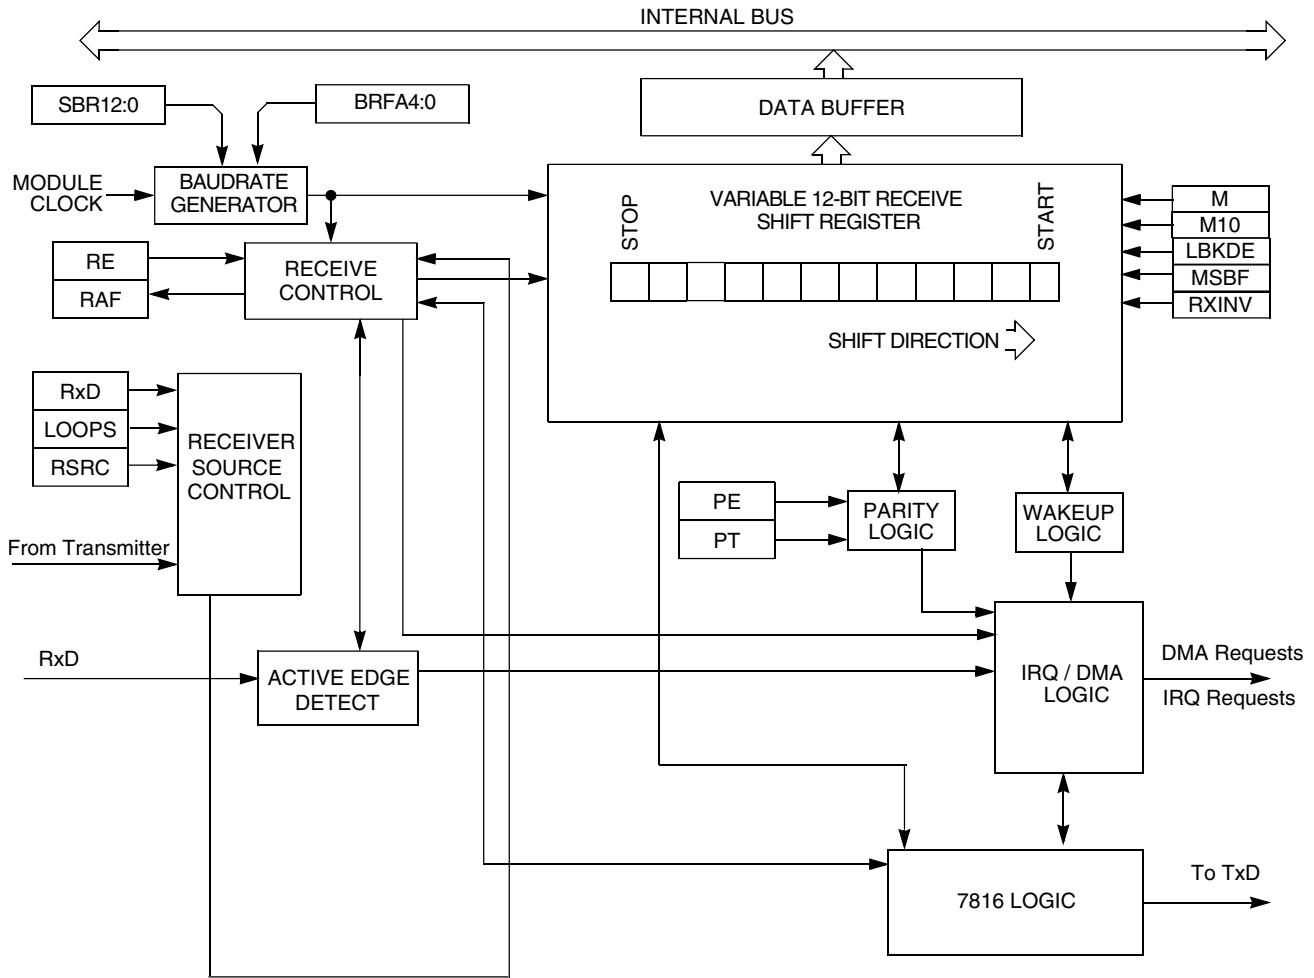 INTERNAL BUS
SBR12:0
BRFA4:0
DATA BUFFER
MODULE
CLOCK
BAUDRATE
GENERATOR
VARIABLE 12-BIT RECEIVE
SHIFT REGISTER
STOP
START
M
M10
LBKDE
MSBF
RXINV
RE
RAF
RECEIVE
CONTROL
SHIFT DIRECTION
RxD
LOOPS
RSRC
RECEIVER
SOURCE
CONTROL
From Transmitter
PE
PT
PARITY
LOGIC
WAKEUP
LOGIC
RxD
ACTIVE EDGE
DETECT
IRQ / DMA
LOGIC
DMA Requests
IRQ Requests
7816 LOGIC
To TxD